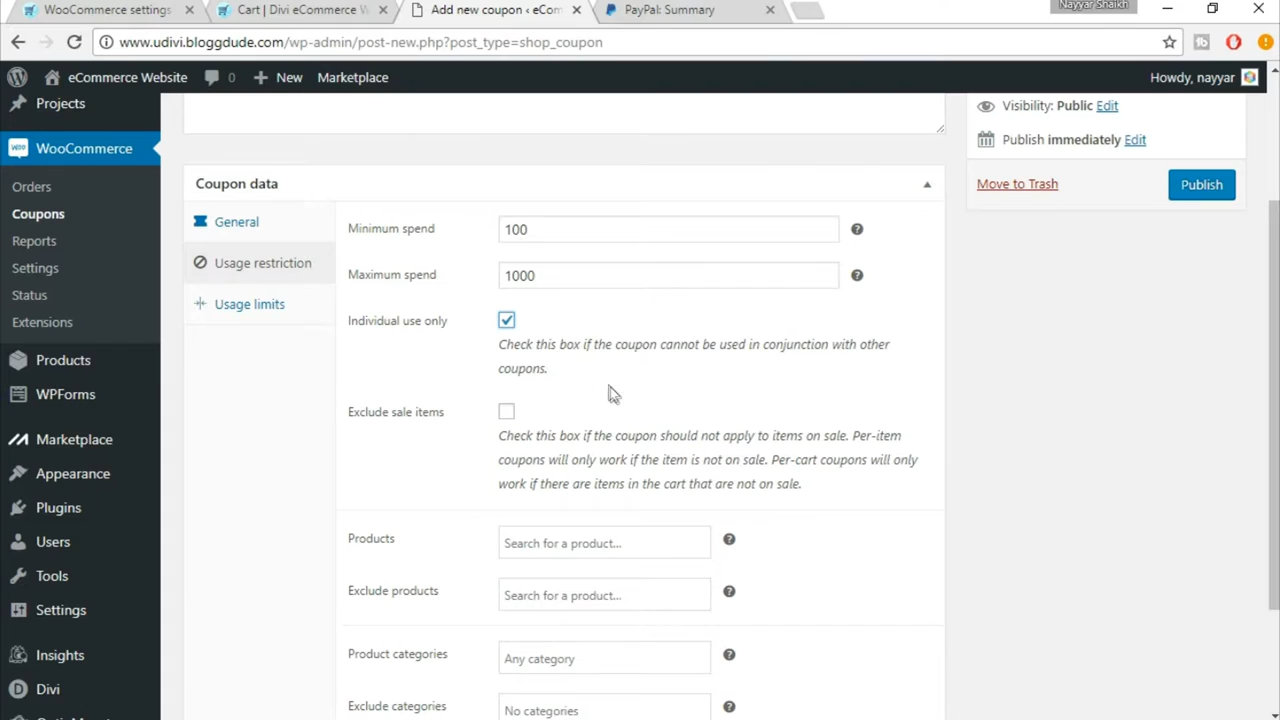 WooCommerce settings
Cart | Divi eCommerce W
Add new coupon ‹ eCom
PayPal: Summary
Nayyar Shaikh
www.udivi.bloggdude.com/wp-admin/post-new.php?post_type=shop_coupon
eCommerce Website
0
New
Marketplace
Howdy, nayyar
Projects
WooCommerce
Orders
Coupons
Reports
Settings
Status
Extensions
Products
WPForms
Marketplace
Appearance
Plugins
Users
Tools
Settings
Insights
Divi
Coupon data
General
Usage restriction
Usage limits
Minimum spend
100
Maximum spend
1000
Individual use only
Check this box if the coupon cannot be used in conjunction with other
coupons.
Exclude sale items
Check this box if the coupon should not apply to items on sale. Per-item
coupons will only work if the item is not on sale. Per-cart coupons will only
work if there are items in the cart that are not on sale.
Products
Search for a product...
Exclude products
Search for a product...
Product categories
Any category
Exclude categories
No categories
Visibility: Public Edit
Publish immediately Edit
Move to Trash
Publish